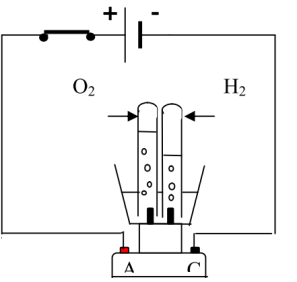 + -
O₂ H₂
A C